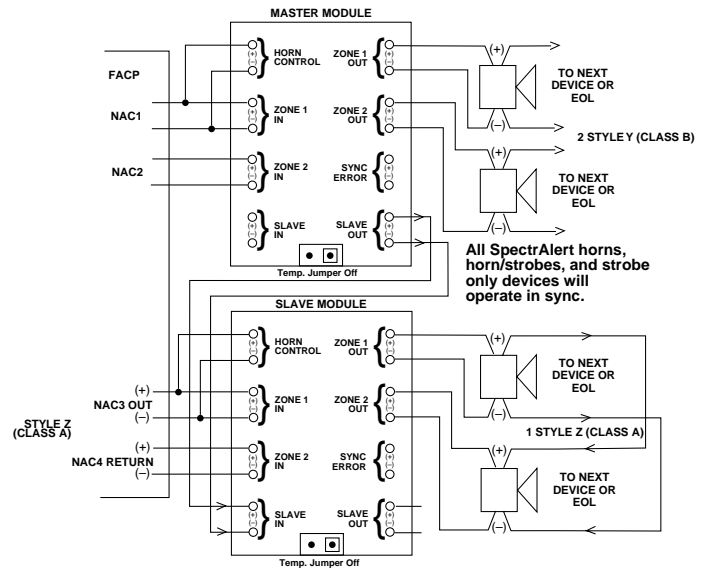 MASTER MODULE
FACP
NAC1
NAC2
(+)
(−)
HORN
CONTROL
(+)
(−)
ZONE 1
IN
(+)
(−)
ZONE 2
IN
(+)
(−)
SLAVE
IN
ZONE 1
OUT
(+)
(−)
ZONE 2
OUT
(+)
(−)
SYNC
ERROR
(+)
(−)
SLAVE
OUT
(+)
(−)
Temp. Jumper Off
(+)
(−)
TO NEXT
DEVICE OR
EOL
2 STYLE Y (CLASS B)
(+)
(−)
TO NEXT
DEVICE OR
EOL
All SpectrAlert horns,
horn/strobes, and strobe
only devices will
operate in sync.
SLAVE MODULE
STYLE Z
(CLASS A)
(+)
NAC3 OUT
(−)
(+)
NAC4 RETURN
(−)
(+)
(−)
HORN
CONTROL
(+)
(−)
ZONE 1
IN
(+)
(−)
ZONE 2
IN
(+)
(−)
SLAVE
IN
ZONE 1
OUT
(+)
(−)
ZONE 2
OUT
(+)
(−)
SYNC
ERROR
(+)
(−)
SLAVE
OUT
(+)
(−)
Temp. Jumper Off
(+)
(−)
TO NEXT
DEVICE OR
EOL
1 STYLE Z (CLASS A)
(+)
(−)
TO NEXT
DEVICE OR
EOL